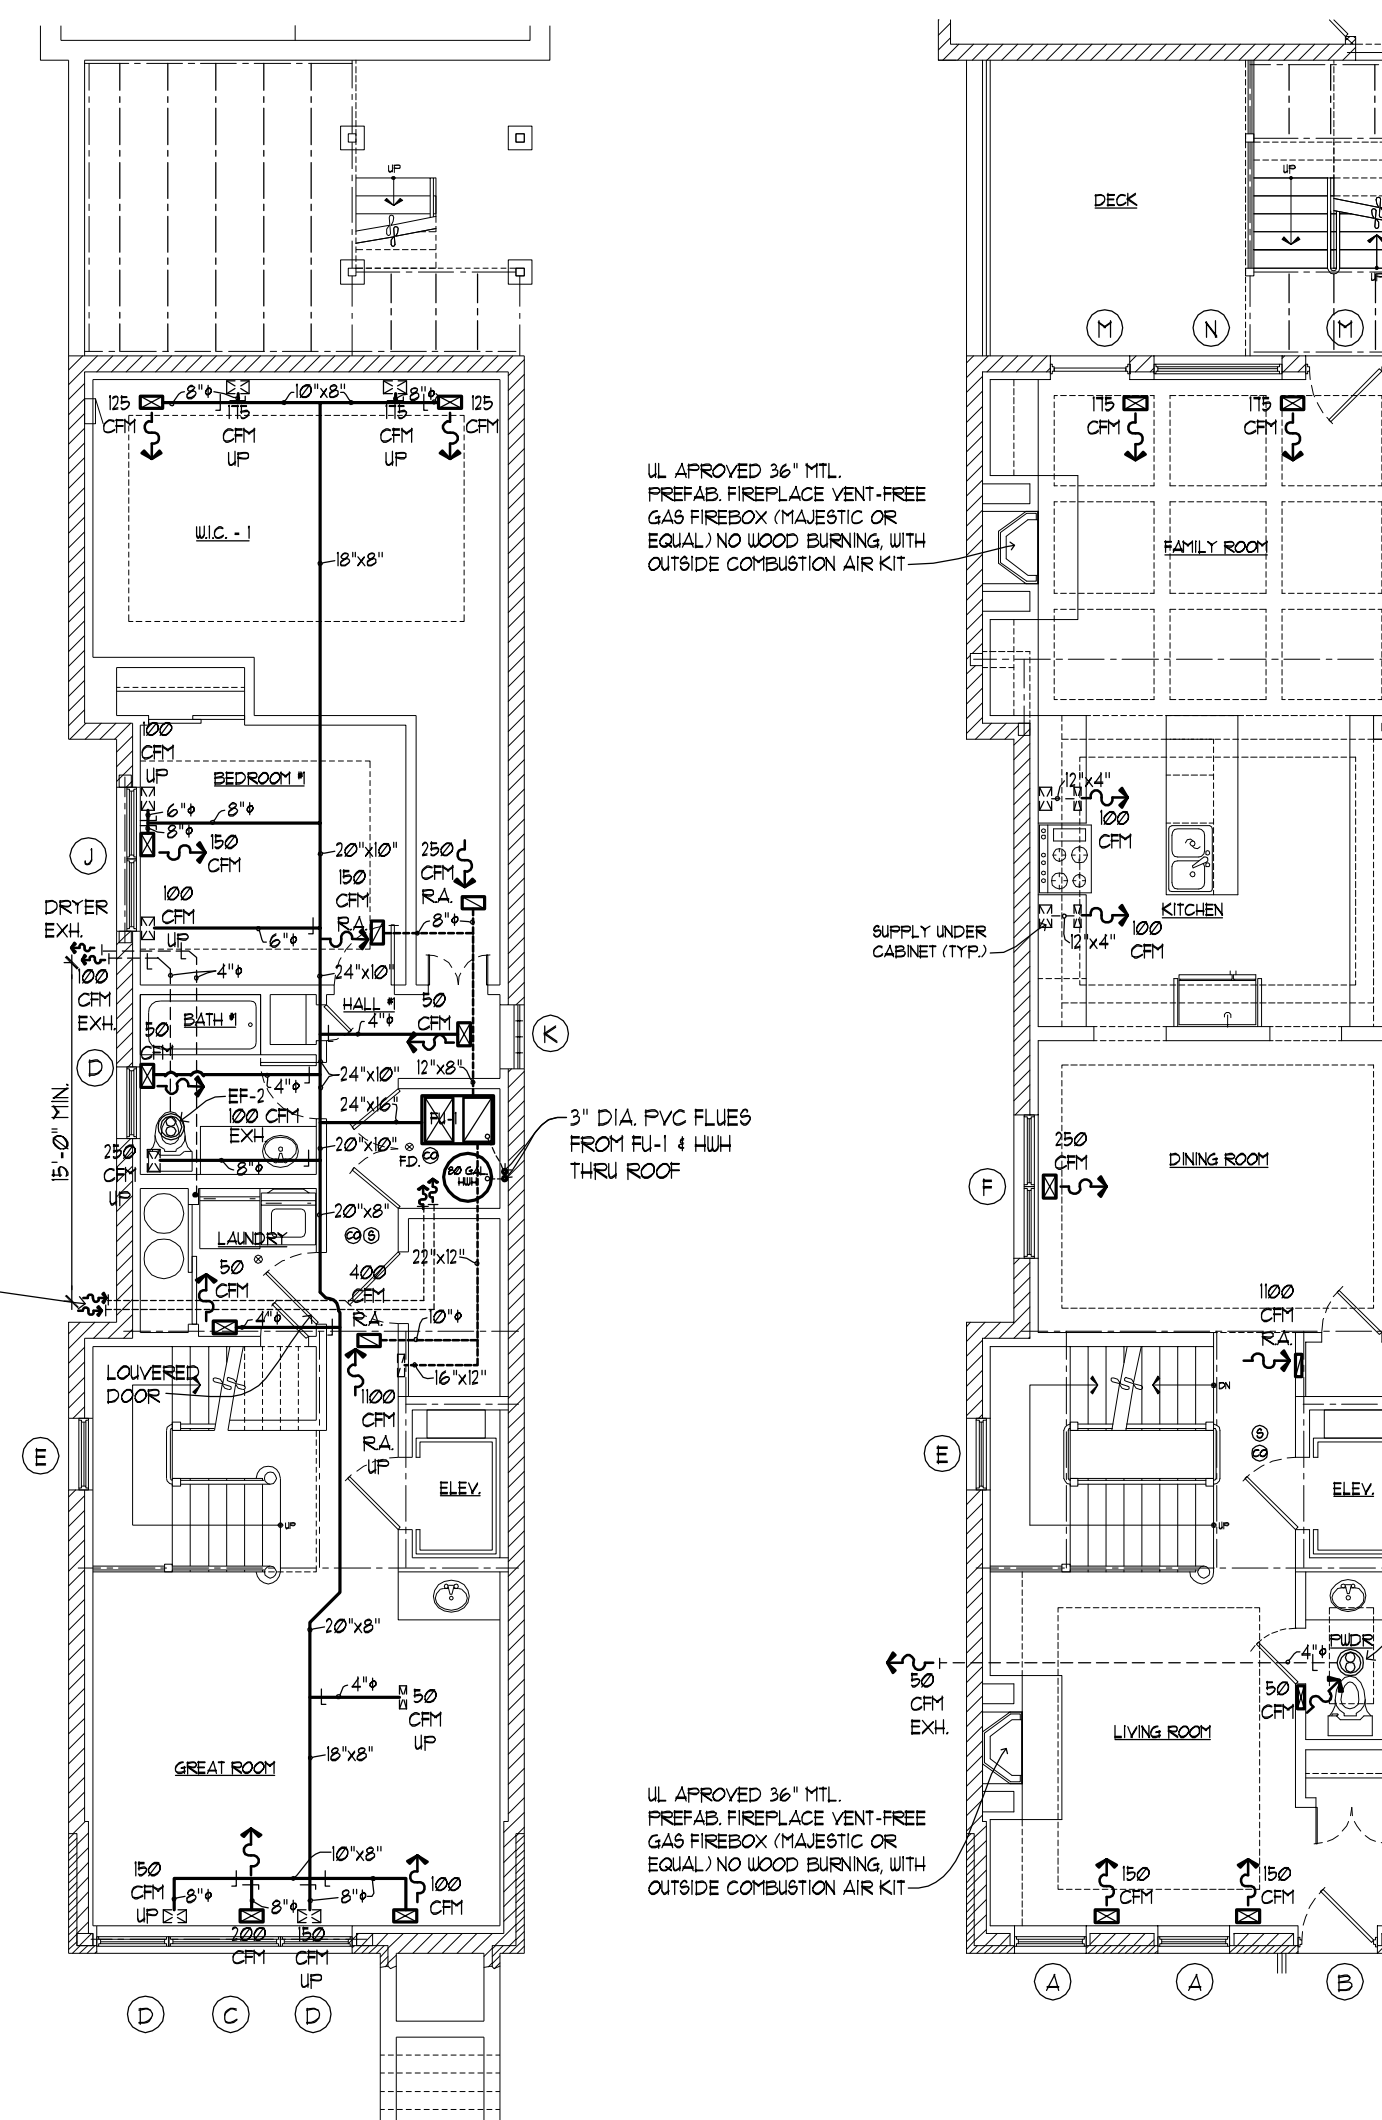 UP
125
CFM
8"ϕ
10"x8"
8"ϕ
125
CFM
175
CFM
UP
175
CFM
UP
W.I.C. - 1
18"x8"
100
CFM
UP
BEDROOM #1
6"ϕ
8"ϕ
8"ϕ
150
CFM
J
20"x10"
250
CFM
R.A.
150
CFM
R.A.
8"ϕ
100
CFM
UP
6"ϕ
DRYER
EXH.
100
CFM
EXH.
4"ϕ
24"x10"
HALL #1
50
CFM
4"ϕ
BATH #1
50
CFM
K
D
12"x8"
24"x10"
4"ϕ
EF-2
100 CFM
EXH.
24"x16"
FU-1
20"x10"
F.D.
CO
80 GAL
HWH
3" DIA. PVC FLUES
FROM FU-1 & HWH
THRU ROOF
15'-0" MIN.
250
CFM
UP
8"ϕ
20"x8"
CO
S
LAUNDRY
50
CFM
22"x12"
400
CFM
R.A.
4"ϕ
10"ϕ
16"x12"
LOUVERED
DOOR
1100
CFM
R.A.
UP
E
ELEV.
UP
20"x8"
4"ϕ
50
CFM
UP
18"x8"
GREAT ROOM
10"x8"
150
CFM
UP
8"ϕ
8"ϕ
8"ϕ
100
CFM
200
CFM
150
CFM
UP
D
C
D
DECK
UP
UP
M
N
M
175
CFM
175
CFM
UL APROVED 36" MTL.
PREFAB. FIREPLACE VENT-FREE
GAS FIREBOX (MAJESTIC OR
EQUAL) NO WOOD BURNING, WITH
OUTSIDE COMBUSTION AIR KIT
FAMILY ROOM
12"x4"
100
CFM
KITCHEN
SUPPLY UNDER
CABINET (TYP.)
12"x4"
100
CFM
250
CFM
DINING ROOM
F
1100
CFM
R.A.
DN
E
S
CO
ELEV.
UP
50
CFM
EXH.
4"ϕ
PWDR
50
CFM
LIVING ROOM
UL APROVED 36" MTL.
PREFAB. FIREPLACE VENT-FREE
GAS FIREBOX (MAJESTIC OR
EQUAL) NO WOOD BURNING, WITH
OUTSIDE COMBUSTION AIR KIT
150
CFM
150
CFM
A
A
B